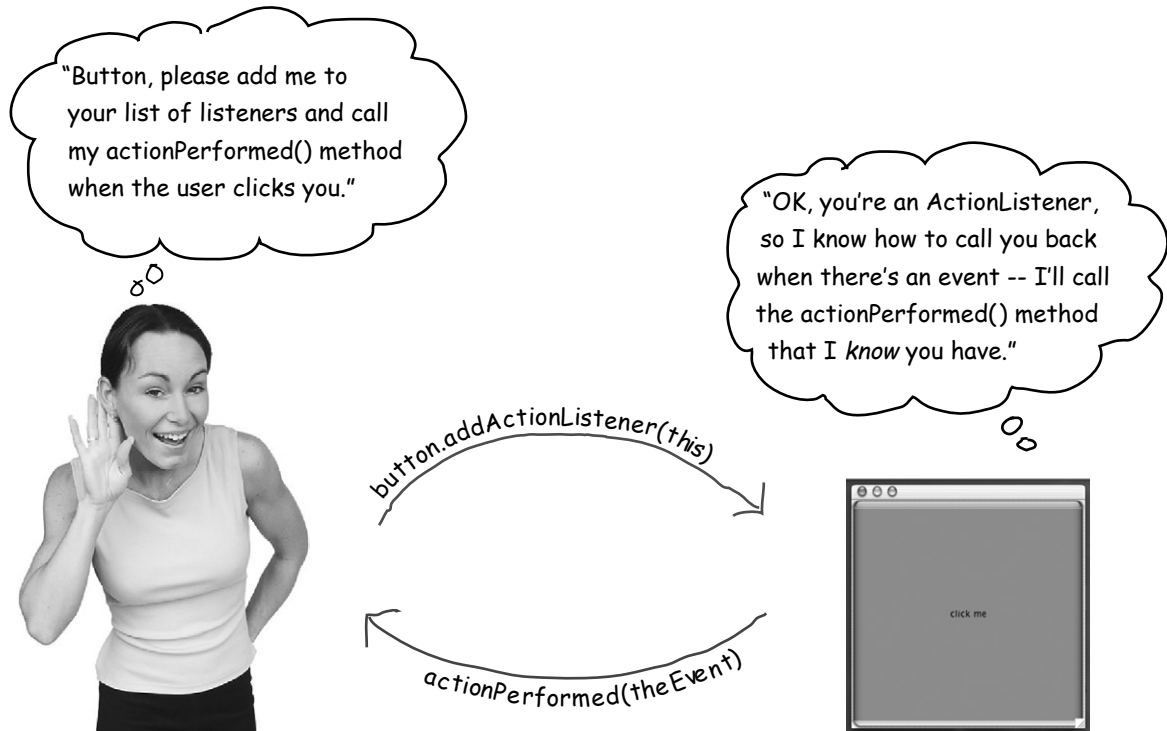 “Button, please add me to
your list of listeners and call
my actionPerformed() method
when the user clicks you.”
“OK, you’re an ActionListener,
so I know how to call you back
when there’s an event -- I’ll call
the actionPerformed() method
that I know you have.”
button.addActionListener(this)
click me
actionPerformed(theEvent)